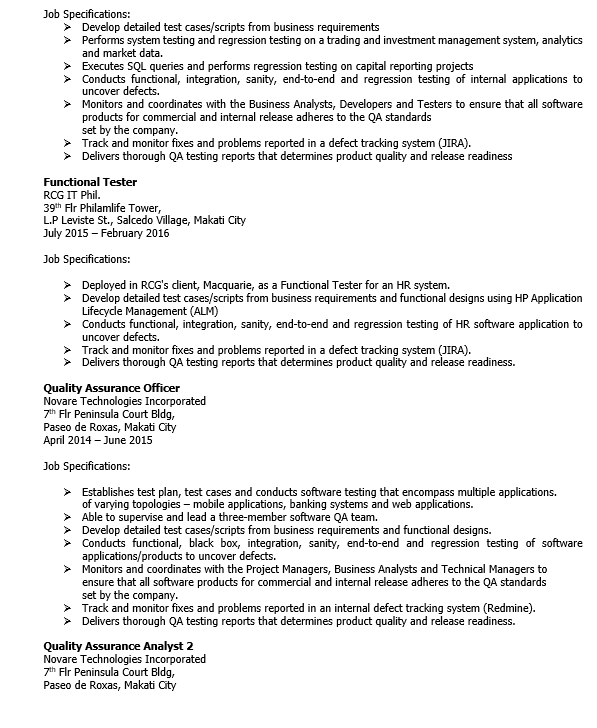 Job Specifications:
➢ Develop detailed test cases/scripts from business requirements
➢ Performs system testing and regression testing on a trading and investment management system, analytics
and market data.
➢ Executes SQL queries and performs regression testing on capital reporting projects
➢ Conducts functional, integration, sanity, end-to-end and regression testing of internal applications to
uncover defects.
➢ Monitors and coordinates with the Business Analysts, Developers and Testers to ensure that all software
products for commercial and internal release adheres to the QA standards
set by the company.
➢ Track and monitor fixes and problems reported in a defect tracking system (JIRA).
➢ Delivers thorough QA testing reports that determines product quality and release readiness
Functional Tester
RCG IT Phil.
39th Flr Philamlife Tower,
L.P Leviste St., Salcedo Village, Makati City
July 2015 – February 2016
Job Specifications:
➢ Deployed in RCG's client, Macquarie, as a Functional Tester for an HR system.
➢ Develop detailed test cases/scripts from business requirements and functional designs using HP Application
Lifecycle Management (ALM)
➢ Conducts functional, integration, sanity, end-to-end and regression testing of HR software application to
uncover defects.
➢ Track and monitor fixes and problems reported in a defect tracking system (JIRA).
➢ Delivers thorough QA testing reports that determines product quality and release readiness.
Quality Assurance Officer
Novare Technologies Incorporated
7th Flr Peninsula Court Bldg,
Paseo de Roxas, Makati City
April 2014 – June 2015
Job Specifications:
➢ Establishes test plan, test cases and conducts software testing that encompass multiple applications.
of varying topologies – mobile applications, banking systems and web applications.
➢ Able to supervise and lead a three-member software QA team.
➢ Develop detailed test cases/scripts from business requirements and functional designs.
➢ Conducts functional, black box, integration, sanity, end-to-end and regression testing of software
applications/products to uncover defects.
➢ Monitors and coordinates with the Project Managers, Business Analysts and Technical Managers to
ensure that all software products for commercial and internal release adheres to the QA standards
set by the company.
➢ Track and monitor fixes and problems reported in an internal defect tracking system (Redmine).
➢ Delivers thorough QA testing reports that determines product quality and release readiness.
Quality Assurance Analyst 2
Novare Technologies Incorporated
7th Flr Peninsula Court Bldg,
Paseo de Roxas, Makati City